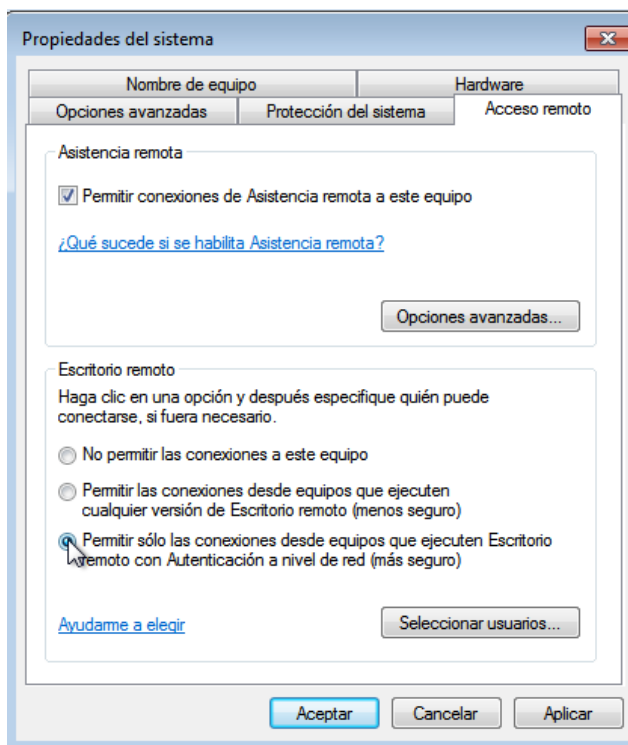 Propiedades del sistema
Nombre de equipo
Hardware
Opciones avanzadas
Protección del sistema
Acceso remoto
Asistencia remota
Permitir conexiones de Asistencia remota a este equipo
¿Qué sucede si se habilita Asistencia remota?
Opciones avanzadas...
Escritorio remoto
Haga clic en una opción y después especifique quién puede
conectarse, si fuera necesario.
No permitir las conexiones a este equipo
Permitir las conexiones desde equipos que ejecuten
cualquier versión de Escritorio remoto (menos seguro)
Permitir sólo las conexiones desde equipos que ejecuten Escritorio
remoto con Autenticación a nivel de red (más seguro)
Ayudarme a elegir
Seleccionar usuarios...
Aceptar
Cancelar
Aplicar